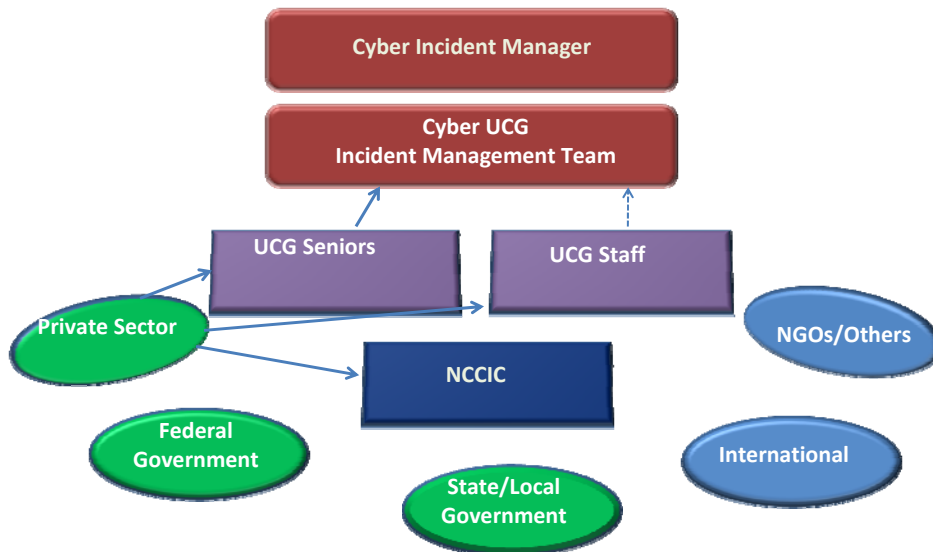 Cyber Incident Manager
Cyber UCG
Incident Management Team
UCG Seniors
UCG Staff
Private Sector
NGOs/Others
NCCIC
Federal
Government
International
State/Local
Government